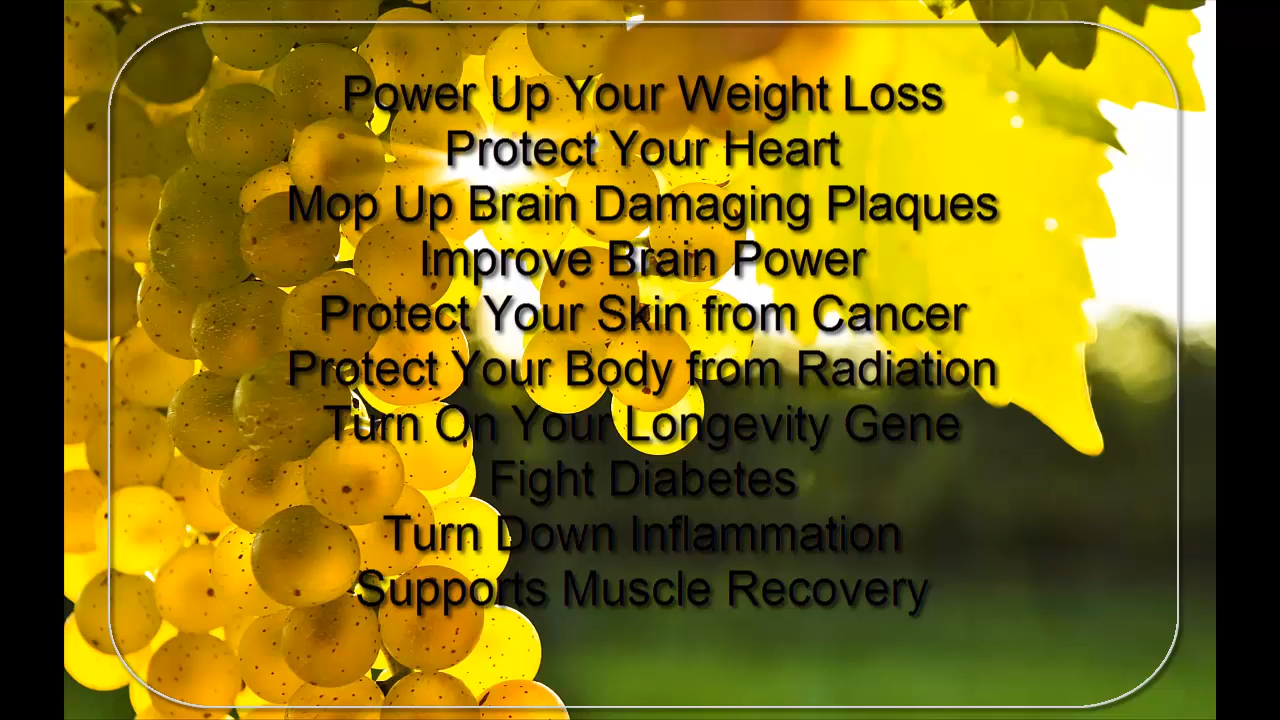 Power Up Your Weight Loss
Protect Your Heart
Mop Up Brain Damaging Plaques
Improve Brain Power
Protect Your Skin from Cancer
Protect Your Body from Radiation
Turn On Your Longevity Gene
Fight Diabetes
Turn Down Inflammation
Supports Muscle Recovery